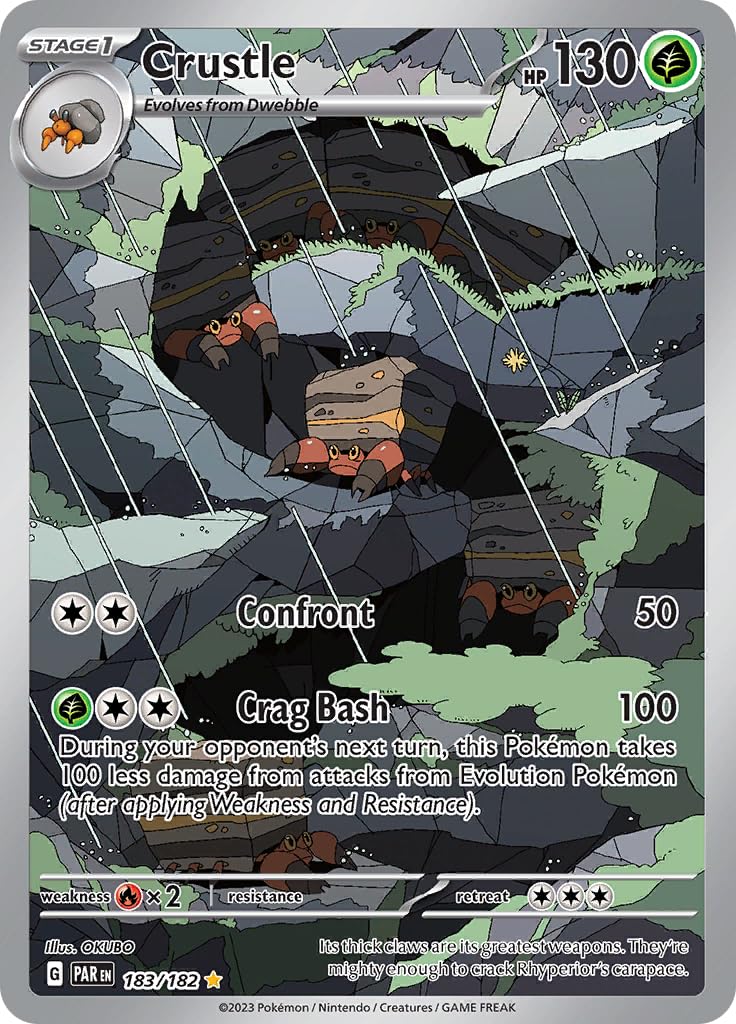 STAGE1
Crustle
HP 130
Evolves from Dwebble
Confront 50
Crag Bash 100
During your opponent's next turn, this Pokémon takes
100 less damage from attacks from Evolution Pokémon
(after applying Weakness and Resistance).
weakness ×2 resistance retreat
Illus. OKUBO
Its thick claws are its greatest weapons. They're
mighty enough to crack Rhyperior's carapace.
G PAR EN 183/182
©2023 Pokémon / Nintendo / Creatures / GAME FREAK